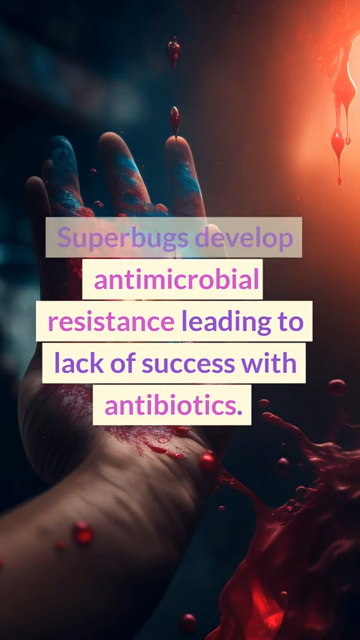 Superbugs develop
antimicrobial
resistance leading to
lack of success with
antibiotics.